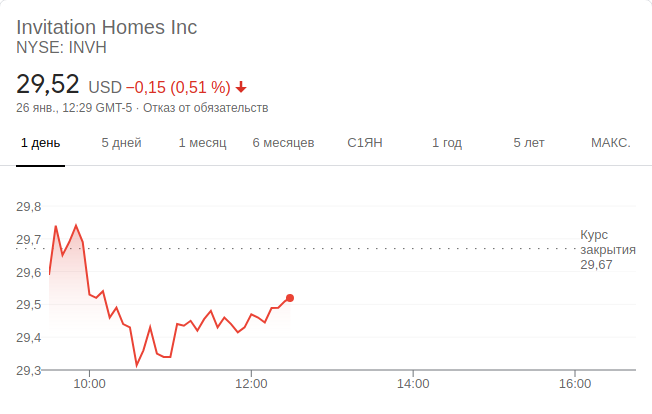 Invitation Homes Inc
NYSE: INVH
29,52 USD −0,15 (0,51 %)
26 янв., 12:29 GMT-5 · Отказ от обязательств
1 день 5 дней 1 месяц 6 месяцев С1ЯН 1 год 5 лет МАКС.
29,8
29,7
29,6
29,5
29,4
29,3
Курс
закрытия
29,67
10:00 12:00 14:00 16:00